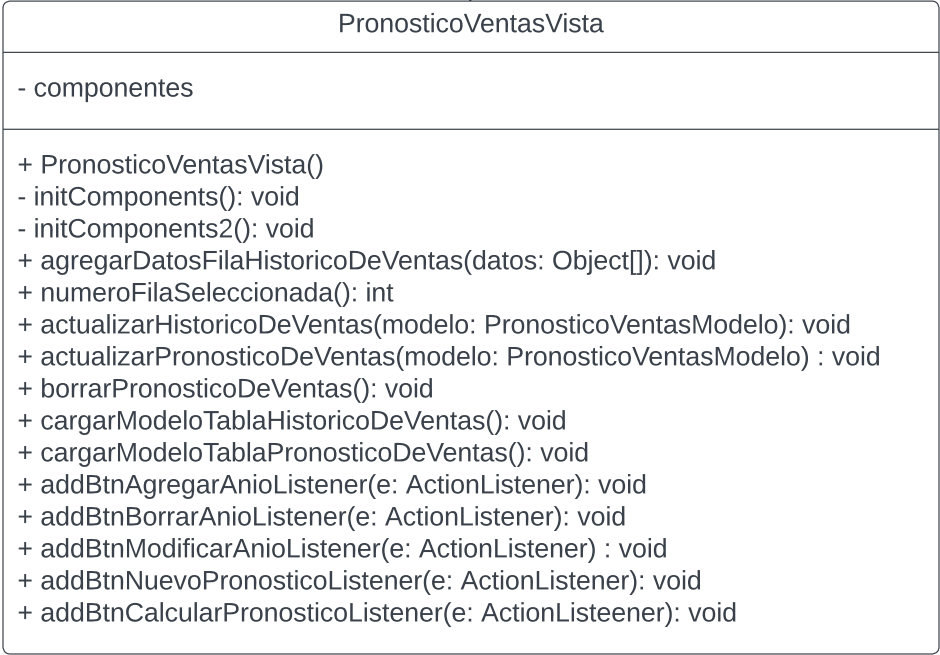 PronosticoVentasVista
- componentes
+ PronosticoVentasVista()
- initComponents(): void
- initComponents2(): void
+ agregarDatosFilaHistoricoDeVentas(datos: Object[]): void
+ numeroFilaSeleccionada(): int
+ actualizarHistoricoDeVentas(modelo: PronosticoVentasModelo): void
+ actualizarPronosticoDeVentas(modelo: PronosticoVentasModelo) : void
+ borrarPronosticoDeVentas(): void
+ cargarModeloTablaHistoricoDeVentas(): void
+ cargarModeloTablaPronosticoDeVentas(): void
+ addBtnAgregarAnioListener(e: ActionListener): void
+ addBtnBorrarAnioListener(e: ActionListener): void
+ addBtnModificarAnioListener(e: ActionListener) : void
+ addBtnNuevoPronosticoListener(e: ActionListener): void
+ addBtnCalcularPronosticoListener(e: ActionListeener): void